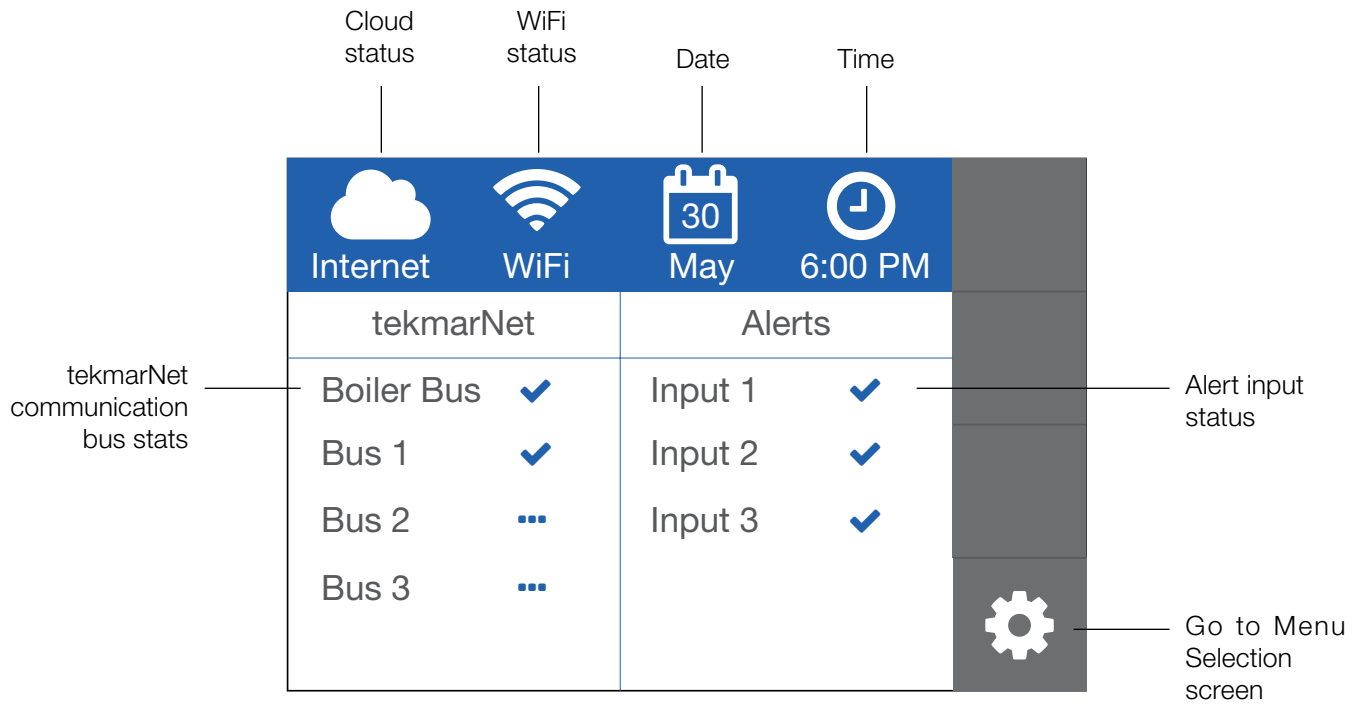 Cloud
status
WiFi
status
Date
Time
30
Internet
WiFi
May
6:00 PM
tekmarNet
Alerts
tekmarNet
communication
bus stats
Boiler Bus
Input 1
Alert input
status
Bus 1
Input 2
Bus 2
Input 3
Bus 3
Go to Menu
Selection
screen